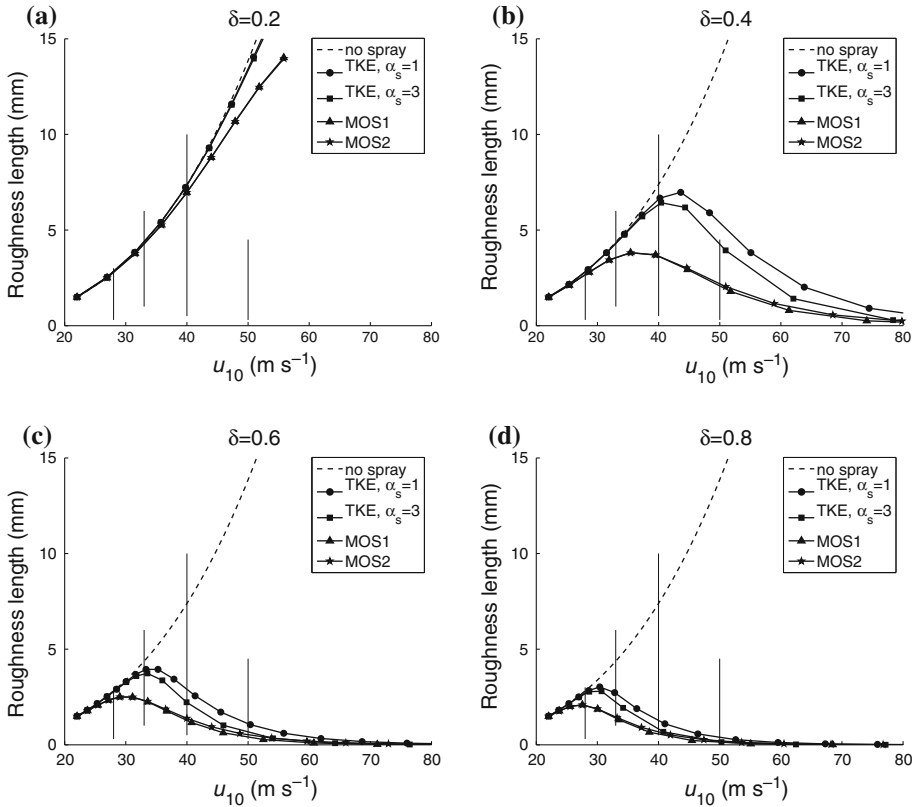 (a)
δ=0.2
15
10
5
0
20 30 40 50 60 70 80
Roughness length (mm)
u₁₀ (m s⁻¹)
no spray
TKE, αₛ=1
TKE, αₛ=3
MOS1
MOS2
(b)
δ=0.4
15
10
5
0
20 30 40 50 60 70 80
Roughness length (mm)
u₁₀ (m s⁻¹)
no spray
TKE, αₛ=1
TKE, αₛ=3
MOS1
MOS2
(c)
δ=0.6
15
10
5
0
20 30 40 50 60 70 80
Roughness length (mm)
u₁₀ (m s⁻¹)
no spray
TKE, αₛ=1
TKE, αₛ=3
MOS1
MOS2
(d)
δ=0.8
15
10
5
0
20 30 40 50 60 70 80
Roughness length (mm)
u₁₀ (m s⁻¹)
no spray
TKE, αₛ=1
TKE, αₛ=3
MOS1
MOS2